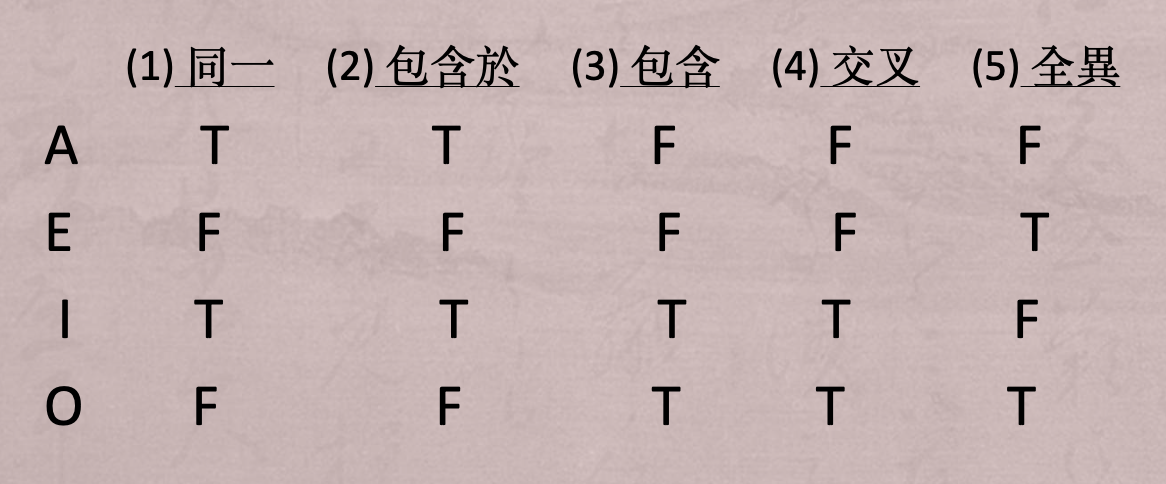 (1) 同一 (2) 包含於 (3) 包含 (4) 交叉 (5) 全異
A T T F F F
E F F F F T
I T T T T F
O F F T T T